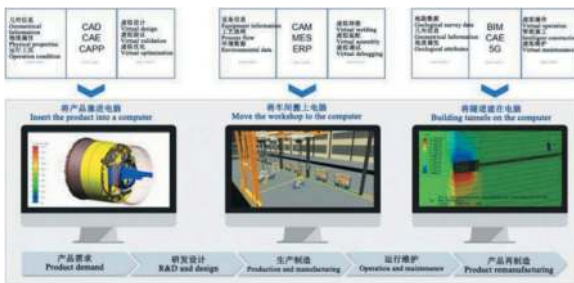 几何信息
Geometrical
Information
物理属性
Physical properties
运行工况
Operation condition
CAD
CAE
CAPP
虚拟设计
Virtual design
虚拟验证
Virtual validation
虚拟优化
Virtual optimization
设备信息
Equipment information
工艺流程
Process flow
环境数据
Environmental data
CAM
MES
ERP
虚拟焊接
Virtual welding
虚拟装配
Virtual assembly
虚拟调试
Virtual debugging
地勘数据
Geological survey data
几何信息
Geometrical Information
地质属性
Geological attributes
BIM
CAE
5G
虚拟操作
Virtual operation
智能施工
construction
虚拟维护
Virtual maintenance
将产品推进电脑
Insert the product into a computer
将车间搬上电脑
Move the workshop to the computer
将隧道建在电脑
Building tunnels on the computer
产品需求
Product demand
研发设计
R&D and design
生产制造
Production and manufacturing
运行维护
Operation and maintenance
产品再制造
Product remanufacturing